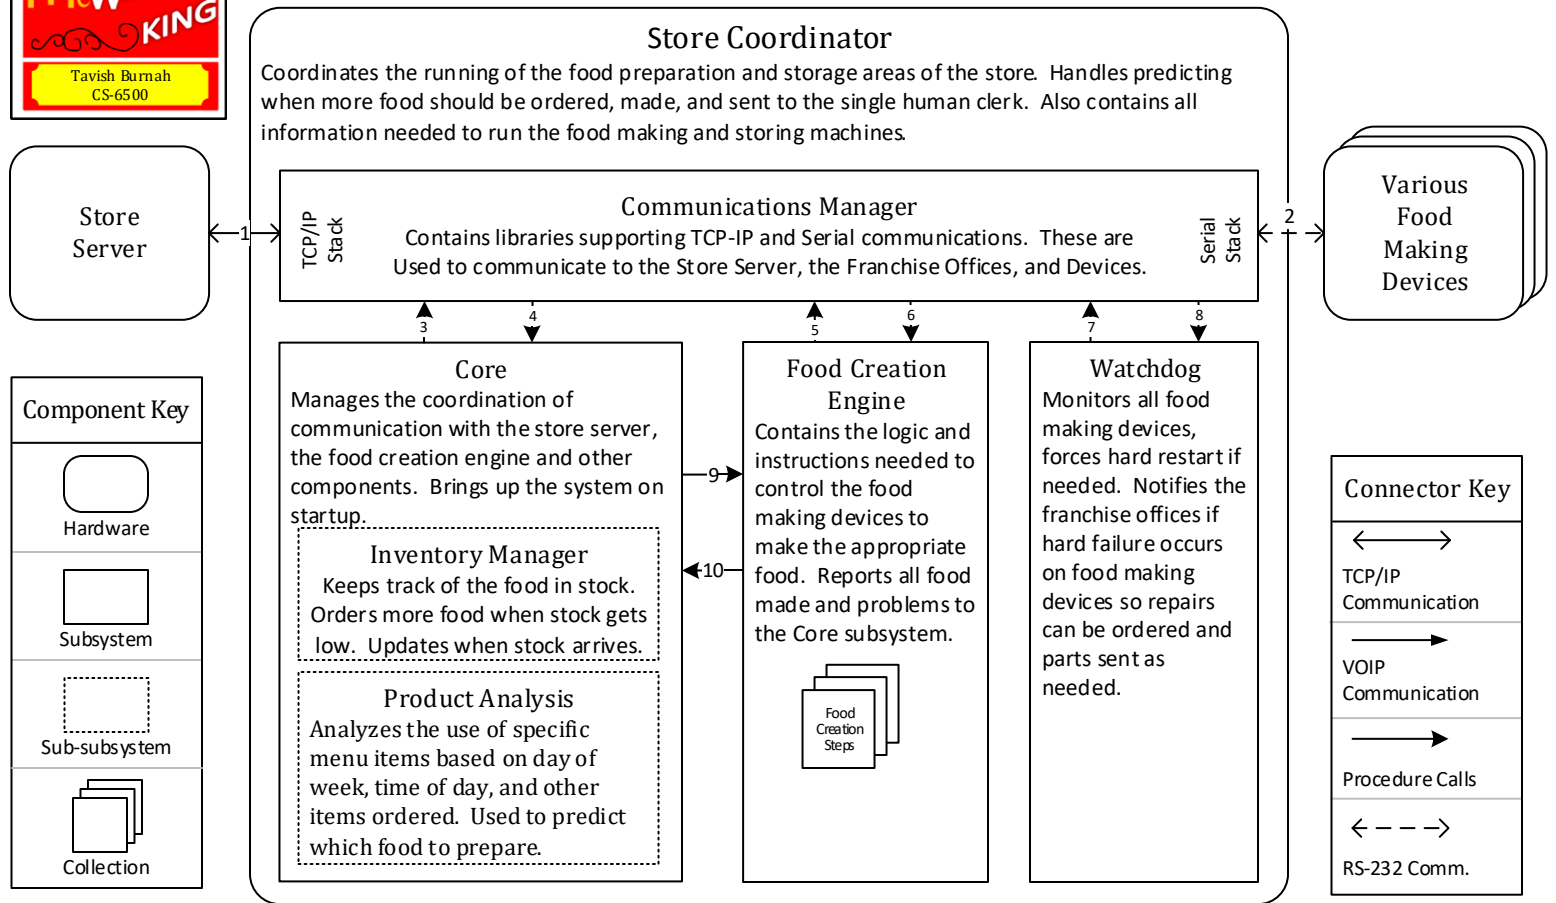 KING
Tavish Burnah
CS-6500
Store Coordinator
Coordinates the running of the food preparation and storage areas of the store. Handles predicting
when more food should be ordered, made, and sent to the single human clerk. Also contains all
information needed to run the food making and storing machines.
Store
Server
1
TCP/IP
Stack
Communications Manager
Contains libraries supporting TCP-IP and Serial communications. These are
Used to communicate to the Store Server, the Franchise Offices, and Devices.
Serial
Stack
2
Various
Food
Making
Devices
3
4
5
6
7
8
Core
Manages the coordination of
communication with the store server,
the food creation engine and other
components. Brings up the system on
startup.
Inventory Manager
Keeps track of the food in stock.
Orders more food when stock gets
low. Updates when stock arrives.
Product Analysis
Analyzes the use of specific
menu items based on day of
week, time of day, and other
items ordered. Used to predict
which food to prepare.
9
10
Food Creation
Engine
Contains the logic and
instructions needed to
control the food
making devices to
make the appropriate
food. Reports all food
made and problems to
the Core subsystem.
Food
Creation
Steps
Watchdog
Monitors all food
making devices,
forces hard restart if
needed. Notifies the
franchise offices if
hard failure occurs
on food making
devices so repairs
can be ordered and
parts sent as
needed.
Component Key
Hardware
Subsystem
Sub-subsystem
Collection
Connector Key
TCP/IP
Communication
VOIP
Communication
Procedure Calls
RS-232 Comm.